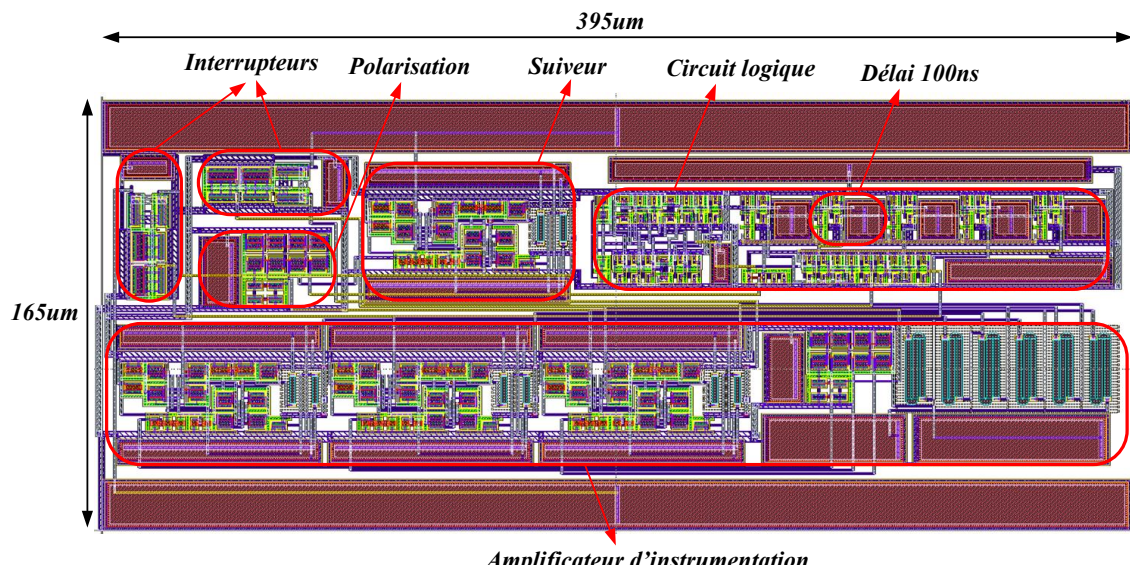 395um
Interrupteurs
Polarisation
Suiveur
Circuit logique
Délai 100ns
165um
Amplificateur d'instrumentation